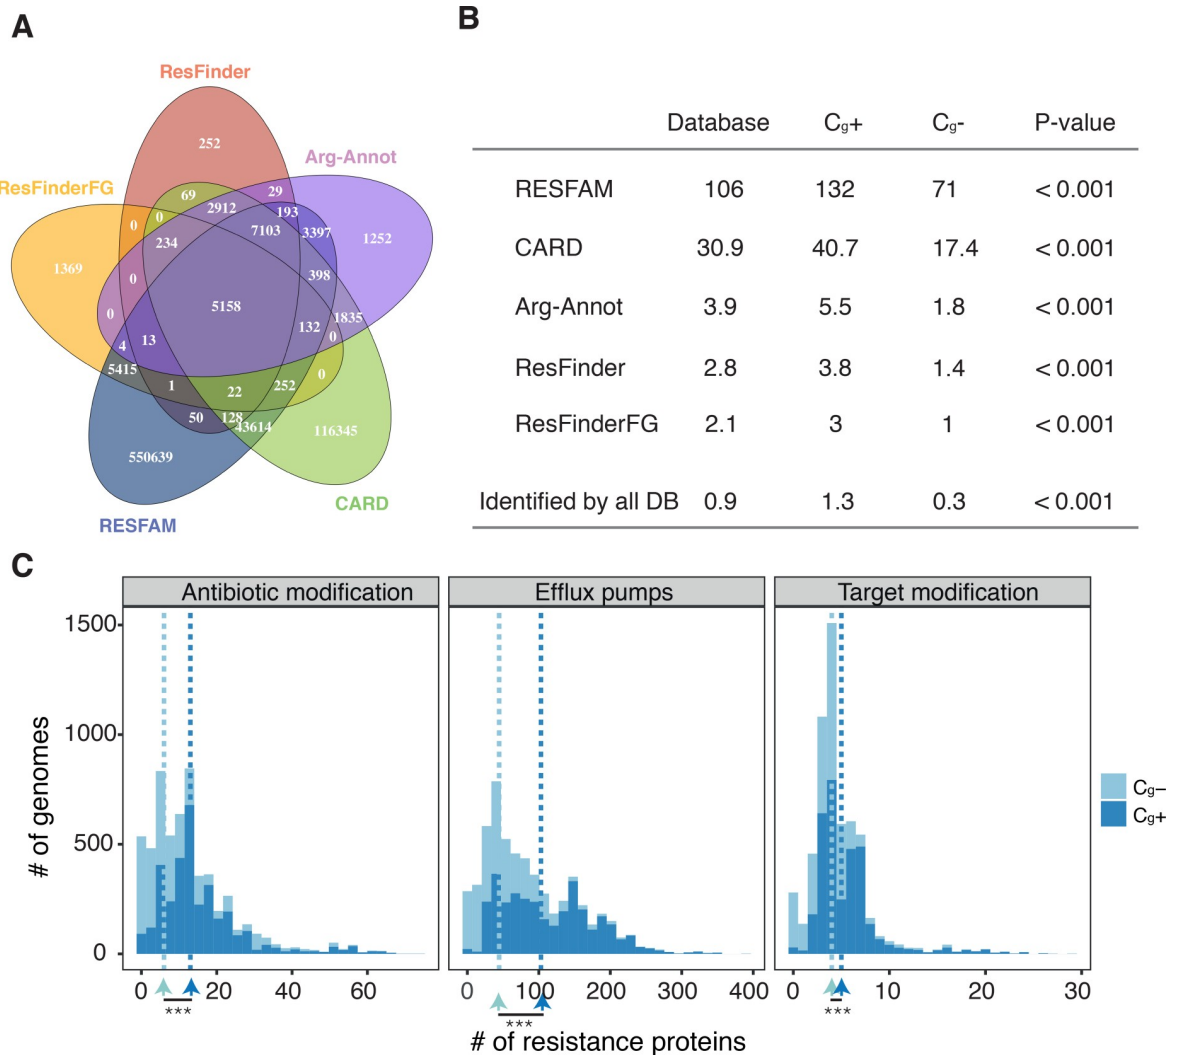 A
ResFinder
252
Arg-Annot
ResFinderFG
69
29
2912
193
0
0
7103
3397
1252
234
1369
0
398
0
5158
1835
132
0
13
4
5415
1
252
0
22
50
128
43614
116345
550639
CARD
RESFAM
B
Database Cg+ Cg- P-value
RESFAM 106 132 71 < 0.001
CARD 30.9 40.7 17.4 < 0.001
Arg-Annot 3.9 5.5 1.8 < 0.001
ResFinder 2.8 3.8 1.4 < 0.001
ResFinderFG 2.1 3 1 < 0.001
Identified by all DB 0.9 1.3 0.3 < 0.001
C
Antibiotic modification Efflux pumps Target modification
1500
1000
500
0
# of genomes
Cg–
Cg+
0 20 40 60
0 100 200 300 400
0 10 20 30
*** *** ***
# of resistance proteins